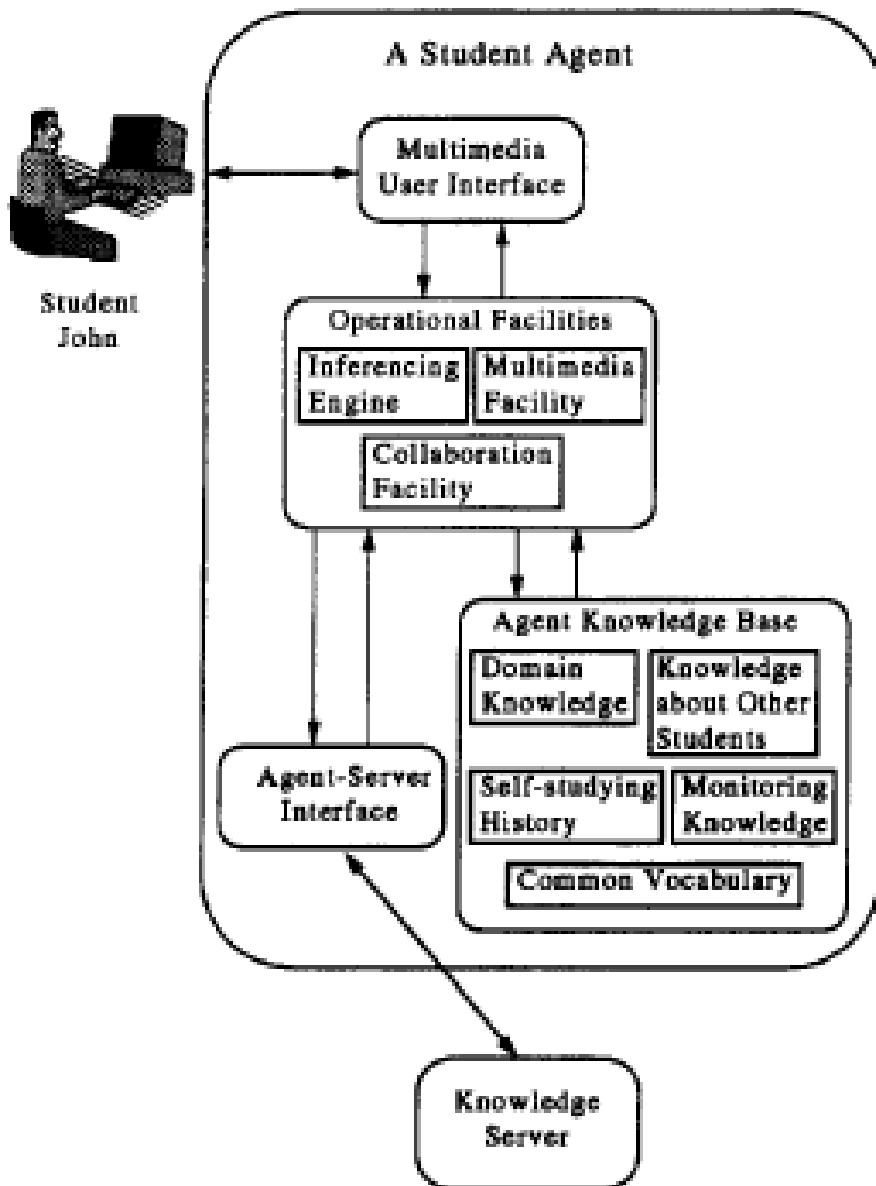 A Student Agent
Multimedia
User Interface
Student
John
Operational Facilities
Inferencing
Engine
Multimedia
Facility
Collaboration
Facility
Agent Knowledge Base
Domain
Knowledge
Knowledge
about Other
Students
Agent-Server
Interface
Self-studying
History
Monitoring
Knowledge
Common Vocabulary
Knowledge
Server